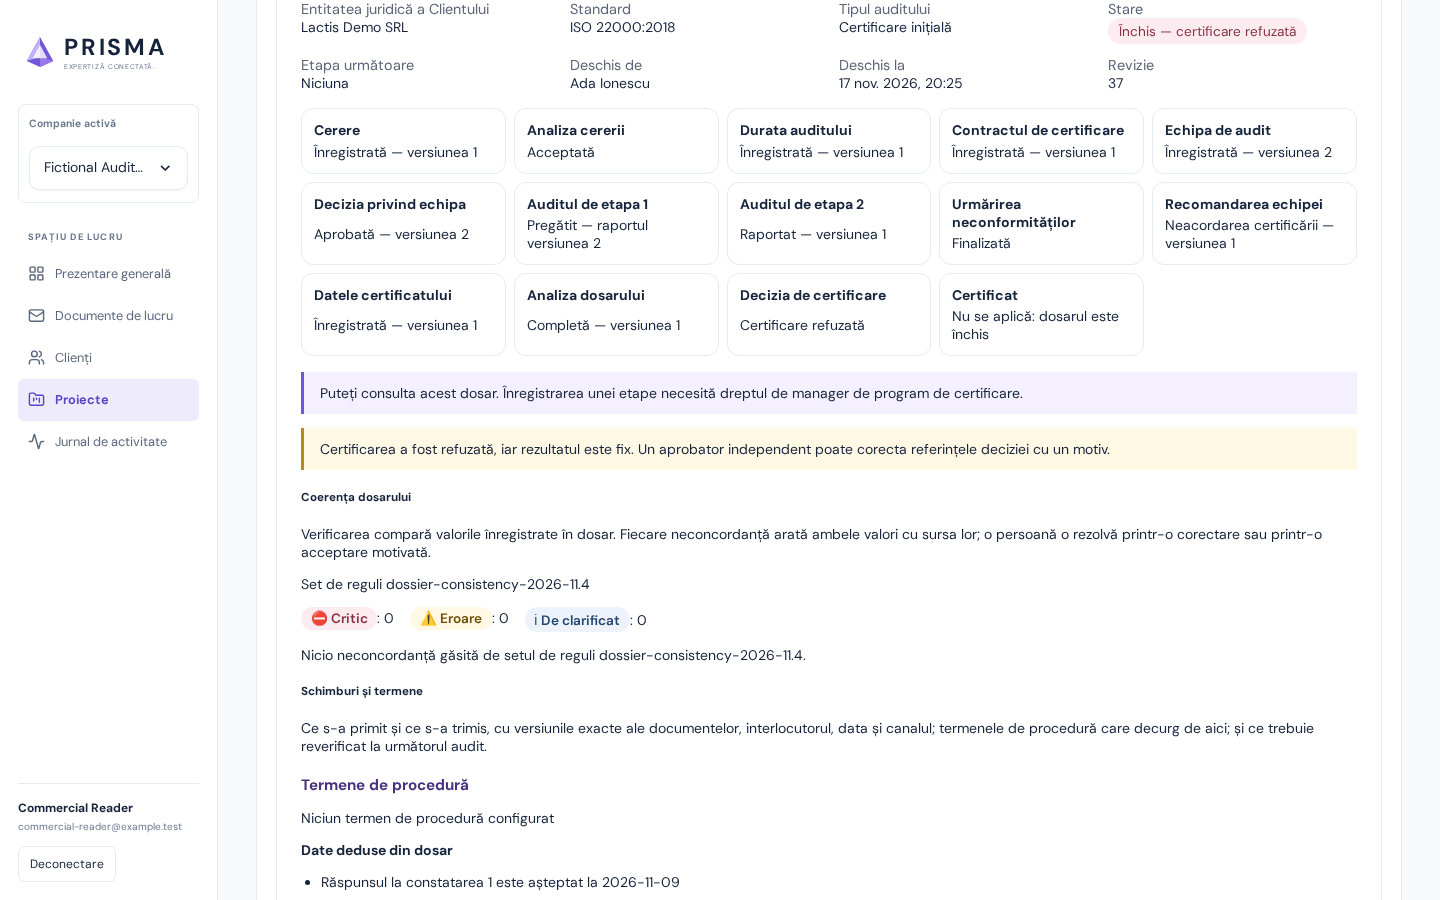 PRISMA
EXPERTIZĂ CONECTATĂ.
Companie activă
Fictional Audit...
SPAȚIU DE LUCRU
Prezentare generală
Documente de lucru
Clienți
Proiecte
Jurnal de activitate
Commercial Reader
commercial-reader@example.test
Deconectare
Entitatea juridică a Clientului
Lactis Demo SRL
Standard
ISO 22000:2018
Tipul auditului
Certificare inițială
Stare
Închis — certificare refuzată
Etapa următoare
Niciuna
Deschis de
Ada Ionescu
Deschis la
17 nov. 2026, 20:25
Revizie
37
Cerere
Înregistrată — versiunea 1
Analiza cererii
Acceptată
Durata auditului
Înregistrată — versiunea 1
Contractul de certificare
Înregistrată — versiunea 1
Echipa de audit
Înregistrată — versiunea 2
Decizia privind echipa
Aprobată — versiunea 2
Auditul de etapa 1
Pregătit — raportul
versiunea 2
Auditul de etapa 2
Raportat — versiunea 1
Urmărirea
neconformităților
Finalizată
Recomandarea echipei
Neacordarea certificării —
versiunea 1
Datele certificatului
Înregistrată — versiunea 1
Analiza dosarului
Completă — versiunea 1
Decizia de certificare
Certificare refuzată
Certificat
Nu se aplică: dosarul este
închis
Puteți consulta acest dosar. Înregistrarea unei etape necesită dreptul de manager de program de certificare.
Certificarea a fost refuzată, iar rezultatul este fix. Un aprobator independent poate corecta referințele deciziei cu un motiv.
Coerența dosarului
Verificarea compară valorile înregistrate în dosar. Fiecare neconcordanță arată ambele valori cu sursa lor; o persoană o rezolvă printr-o corectare sau printr-o
acceptare motivată.
Set de reguli dossier-consistency-2026-11.4
⛔ Critic: 0 ⚠️ Eroare: 0 ℹ De clarificat: 0
Nicio neconcordanță găsită de setul de reguli dossier-consistency-2026-11.4.
Schimburi și termene
Ce s-a primit și ce s-a trimis, cu versiunile exacte ale documentelor, interlocutorul, data și canalul; termenele de procedură care decurg de aici; și ce trebuie
reverificat la următorul audit.
Termene de procedură
Niciun termen de procedură configurat
Date deduse din dosar
• Răspunsul la constatarea 1 este așteptat la 2026-11-09